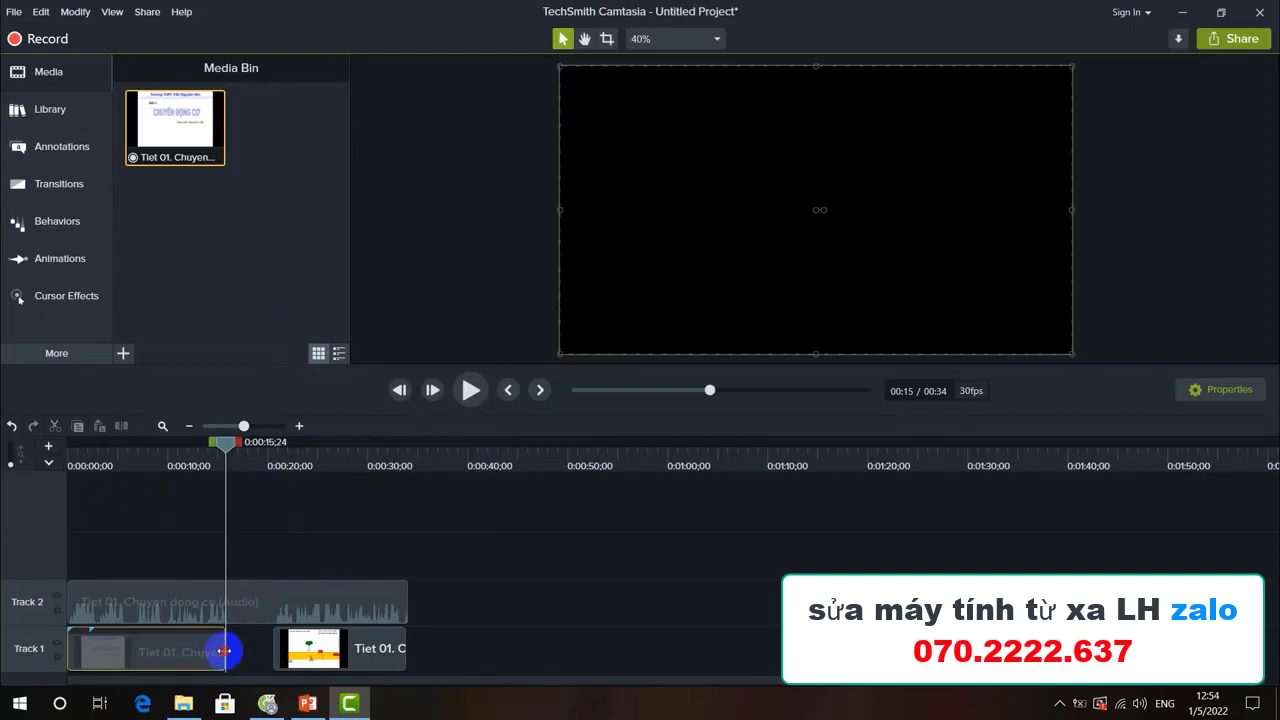 File Edit Modify View Share Help
TechSmith Camtasia - Untitled Project*
Sign In
Record
40%
Share
Media
Media Bin
Library
Annotations
Transitions
Behaviors
Animations
Cursor Effects
More
CHUYỂN ĐỘNG CƠ
Tiet 01. Chuyen...
00:15 / 00:34
30fps
Properties
0:00:15;24
0:00:00;00
0:00:10;00
0:00:20;00
0:00:30;00
0:00:40;00
0:00:50;00
0:01:00;00
0:01:10;00
0:01:20;00
0:01:30;00
0:01:40;00
0:01:50;00
Track 2
Tiet 01. Chuyen dong co (Audio)
Track 1
Tiet 01. Chuye
Tiet 01. C
sửa máy tính từ xa LH zalo
070.2222.637
ENG
12:54
1/5/2022